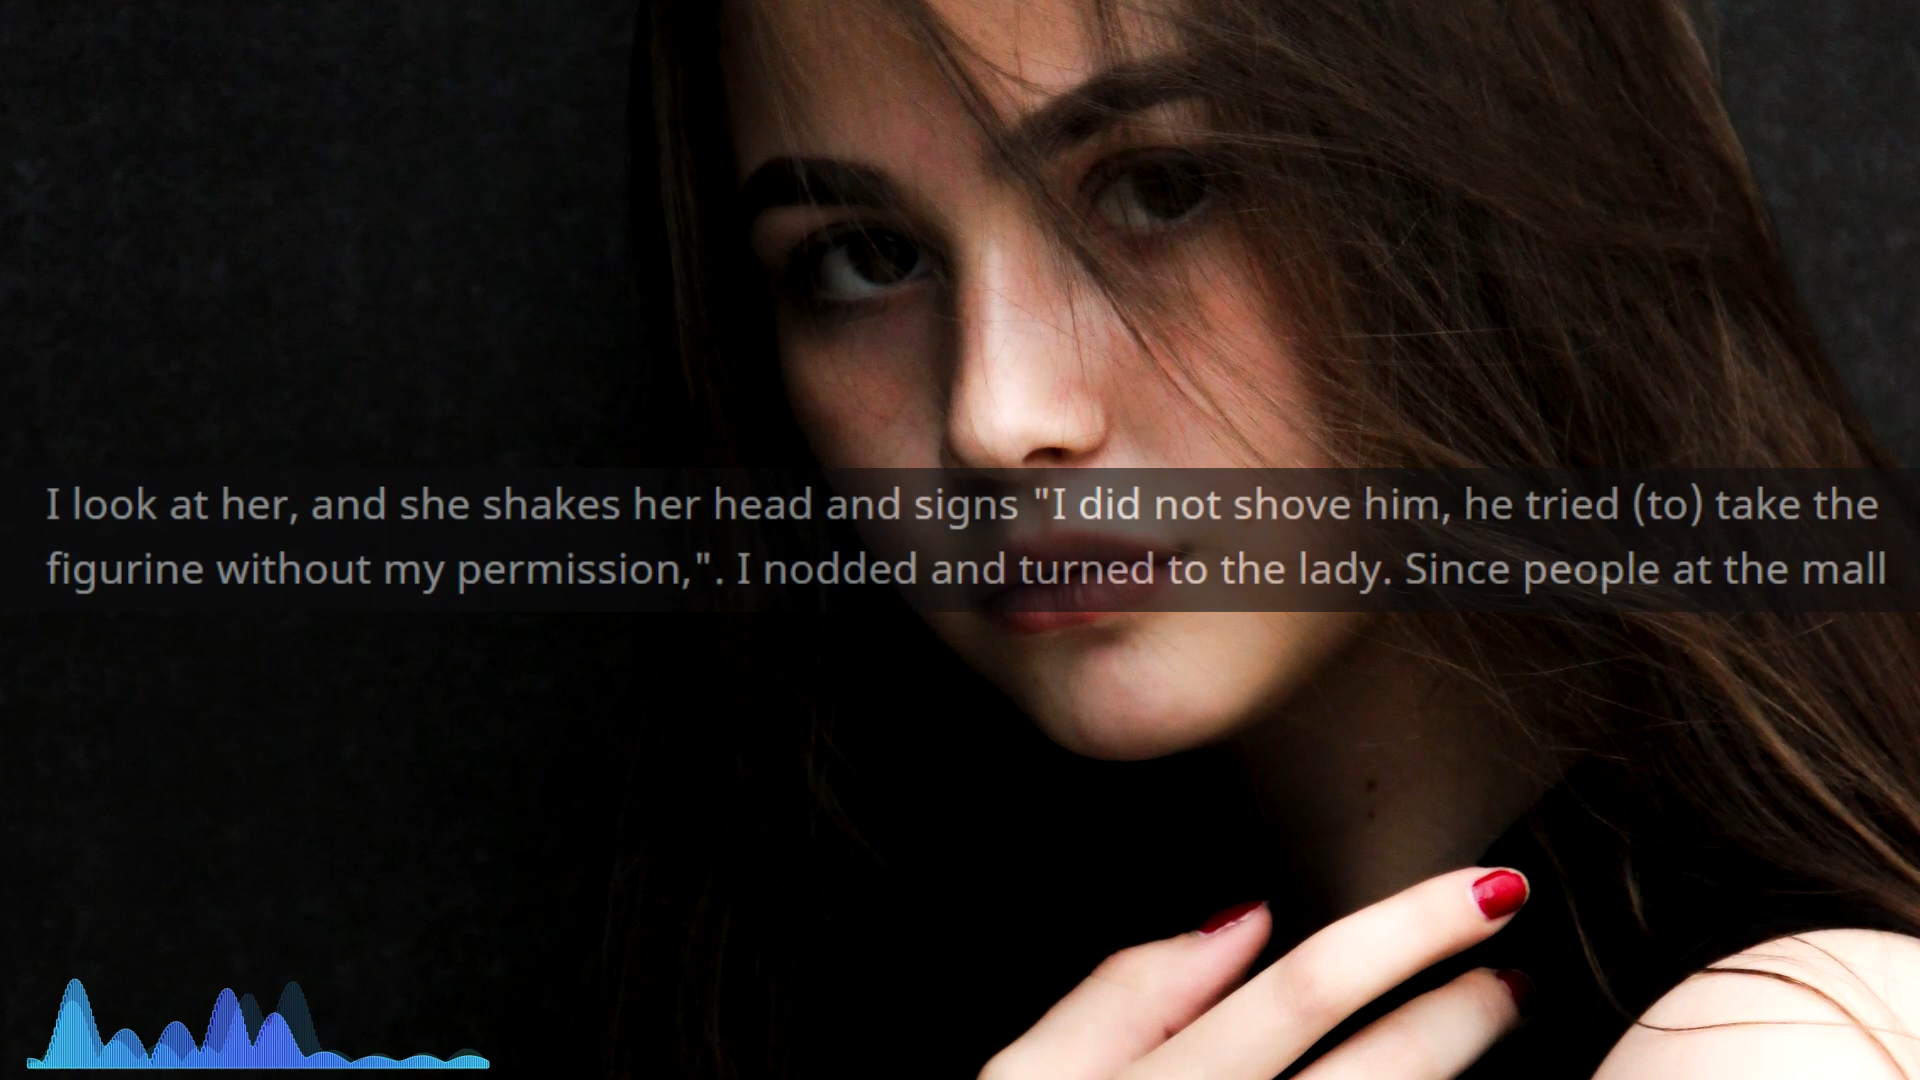 I look at her, and she shakes her head and signs "I did not shove him, he tried (to) take the
figurine without my permission,". I nodded and turned to the lady. Since people at the mall